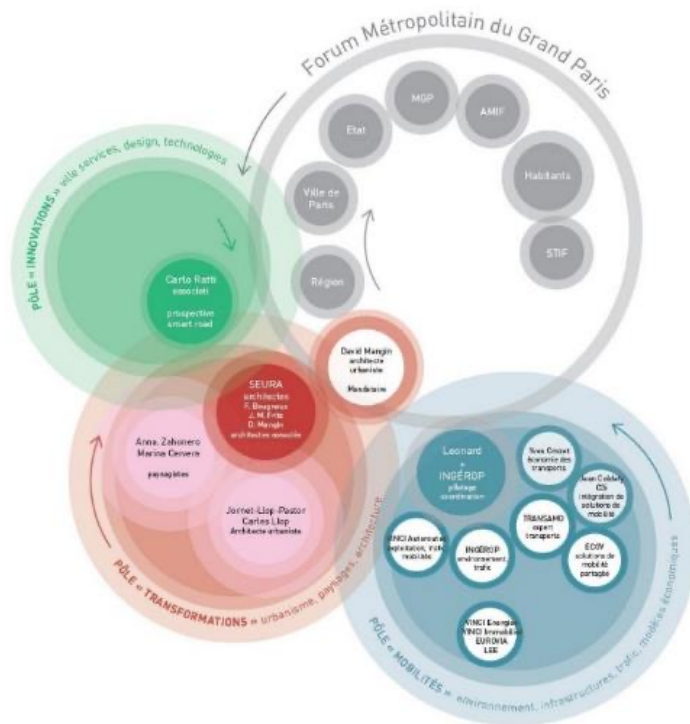 Forum Métropolitain du Grand Paris
MGP
AMIF
Etat
Habitants
Ville de
Paris
STIF
Région
PÔLE « INNOVATIONS » ville services, design, technologies
Carlo Ratti
associati
prospective
smart road
David Mangin
architecte
urbaniste
Mandataire
SEURA
architectes
J. M. Fritz
D. Mangin
architectes associés
Anna Zahonero
Marina Cervera
paysagistes
Jornet-Llop-Pastor
Carles Llop
Architecte urbaniste
PÔLE « TRANSFORMATIONS » urbanisme, paysages, architecture
Leonard
+
INGÉROP
pilotage
coordination
Yves Crozet
économie des
transports
Jean Coldefy
intégration de
solutions de
mobilité
TRANSAMO
expert
transports
VINCI Autoroutes
exploitation, trafic
mobilités
INGÉROP
environnement,
trafic
solutions de
mobilité
partagée
VINCI Energies
VINCI Immobilier
EUROVIA
LEE
PÔLE « MOBILITÉS » environnement, infrastructures, trafic, modèles économiques